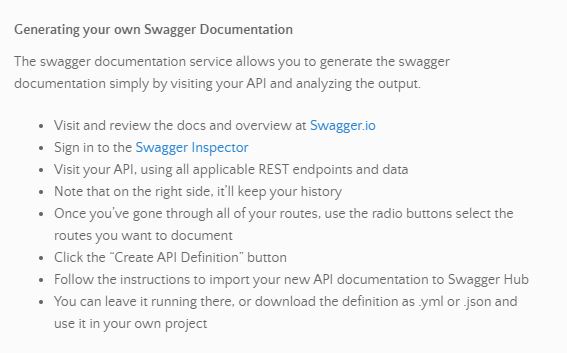 Generating your own Swagger Documentation
The swagger documentation service allows you to generate the swagger
documentation simply by visiting your API and analyzing the output.
• Visit and review the docs and overview at Swagger.io
• Sign in to the Swagger Inspector
• Visit your API, using all applicable REST endpoints and data
• Note that on the right side, it’ll keep your history
• Once you’ve gone through all of your routes, use the radio buttons select the
routes you want to document
• Click the “Create API Definition” button
• Follow the instructions to import your new API documentation to Swagger Hub
• You can leave it running there, or download the definition as .yml or .json and
use it in your own project